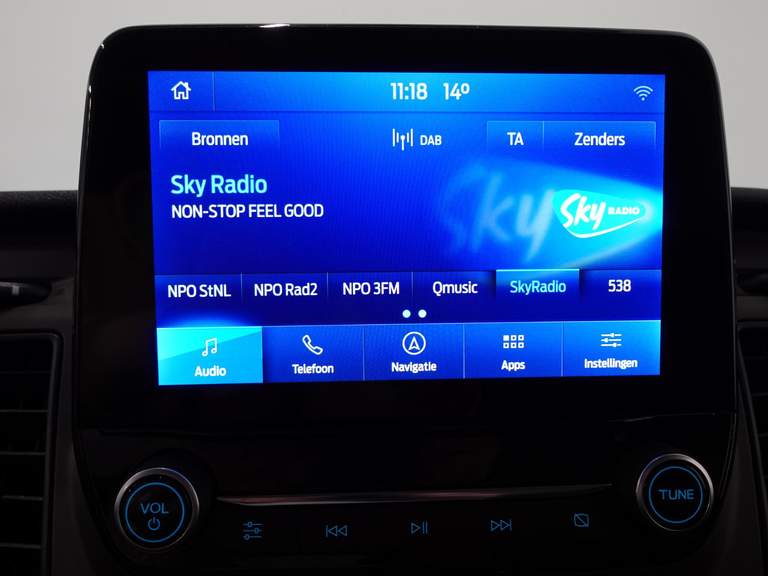 11:18 14º
Bronnen DAB TA Zenders
Sky Radio
NON-STOP FEEL GOOD
Sky RADIO
NPO StNL NPO Rad2 NPO 3FM Qmusic SkyRadio 538
Audio Telefoon Navigatie Apps Instellingen
VOL TUNE